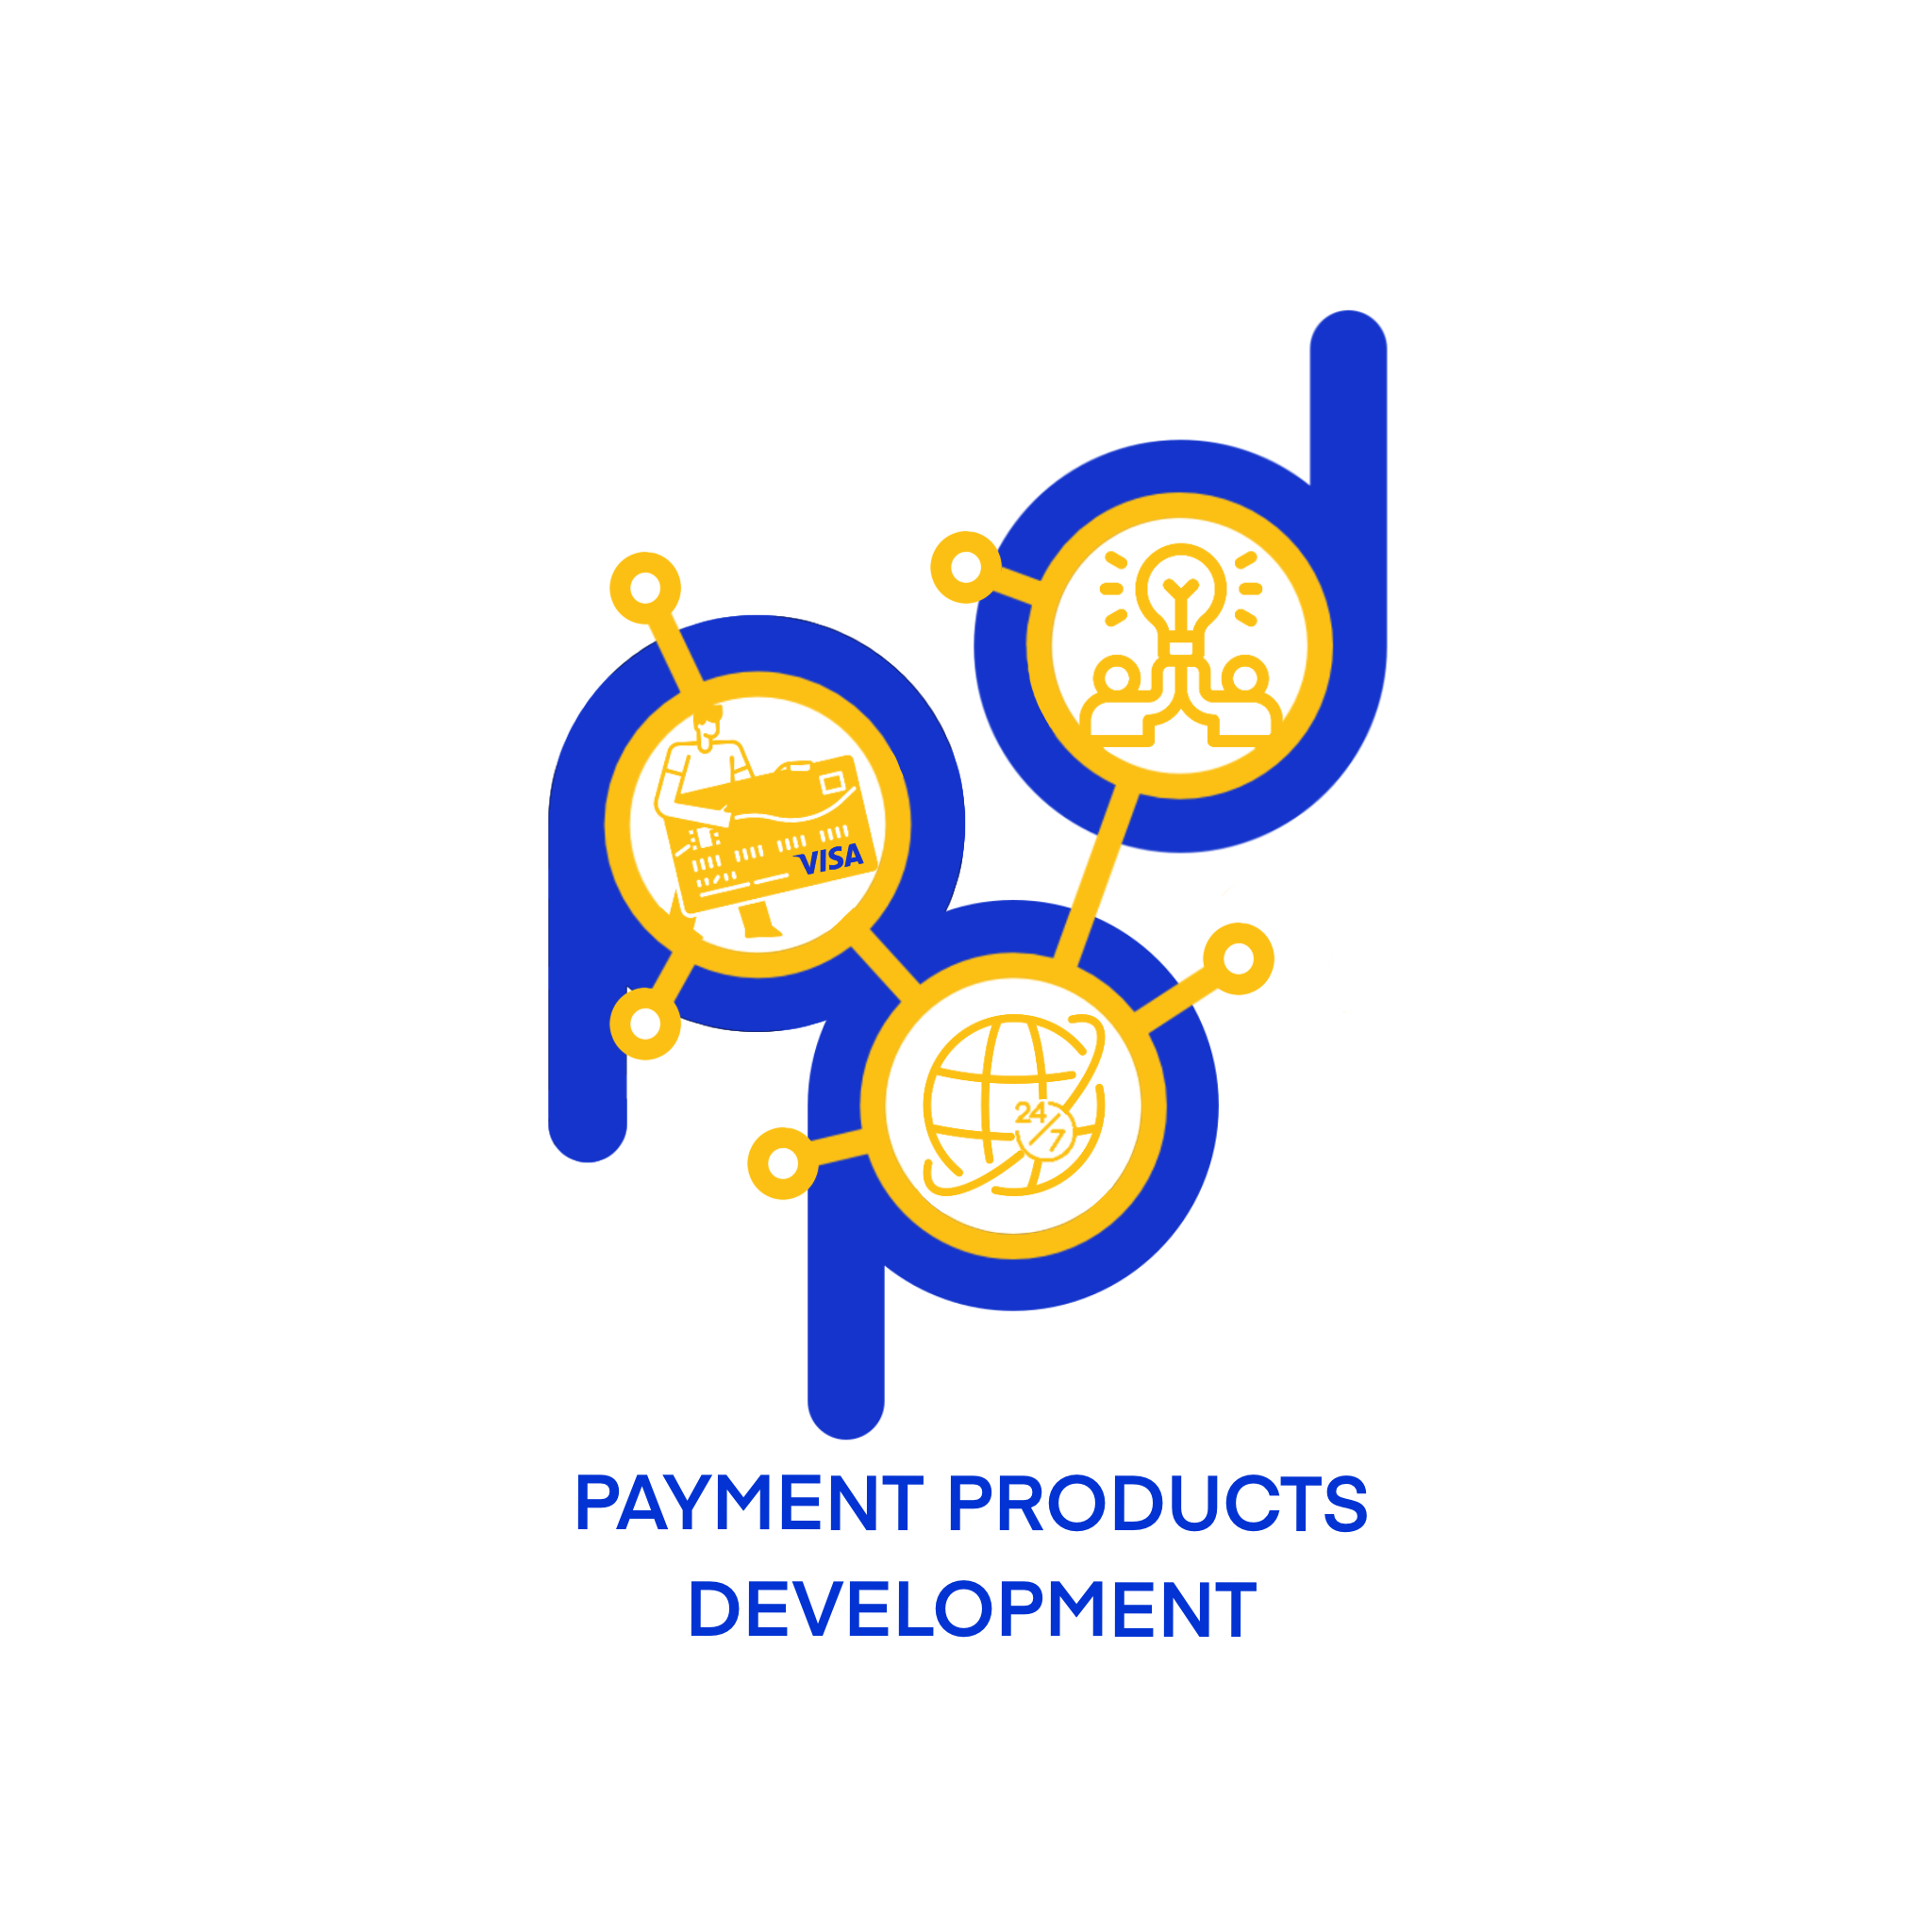 VISA
24/7
PAYMENT PRODUCTS
DEVELOPMENT